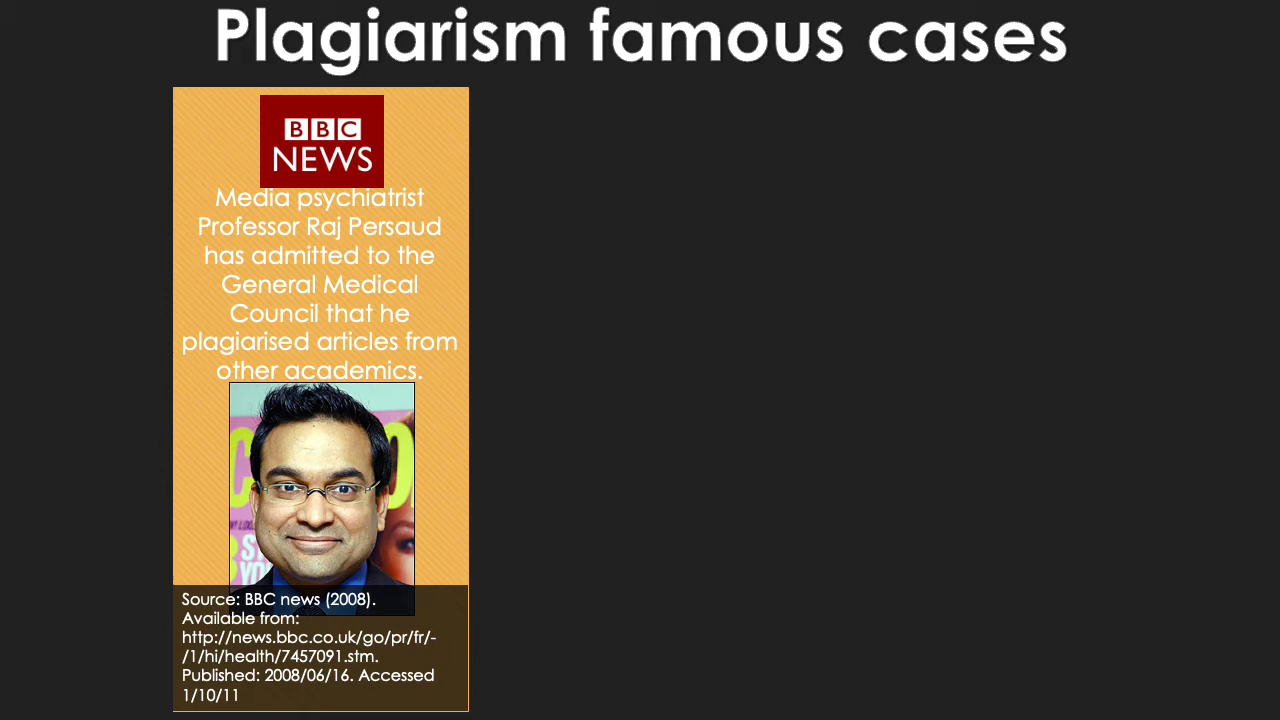 Plagiarism famous cases
BBC
NEWS
Media psychiatrist
Professor Raj Persaud
has admitted to the
General Medical
Council that he
plagiarised articles from
other academics.
Source: BBC news (2008).
Available from:
http://news.bbc.co.uk/go/pr/fr/-
/1/hi/health/7457091.stm.
Published: 2008/06/16. Accessed
1/10/11